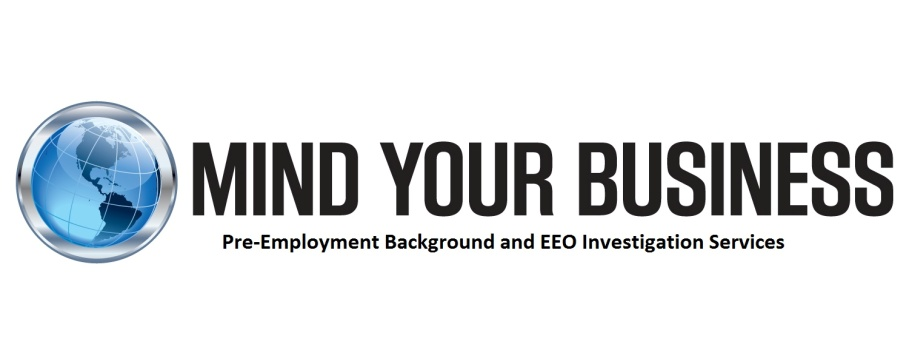 MIND YOUR BUSINESS
Pre-Employment Background and EEO Investigation Services